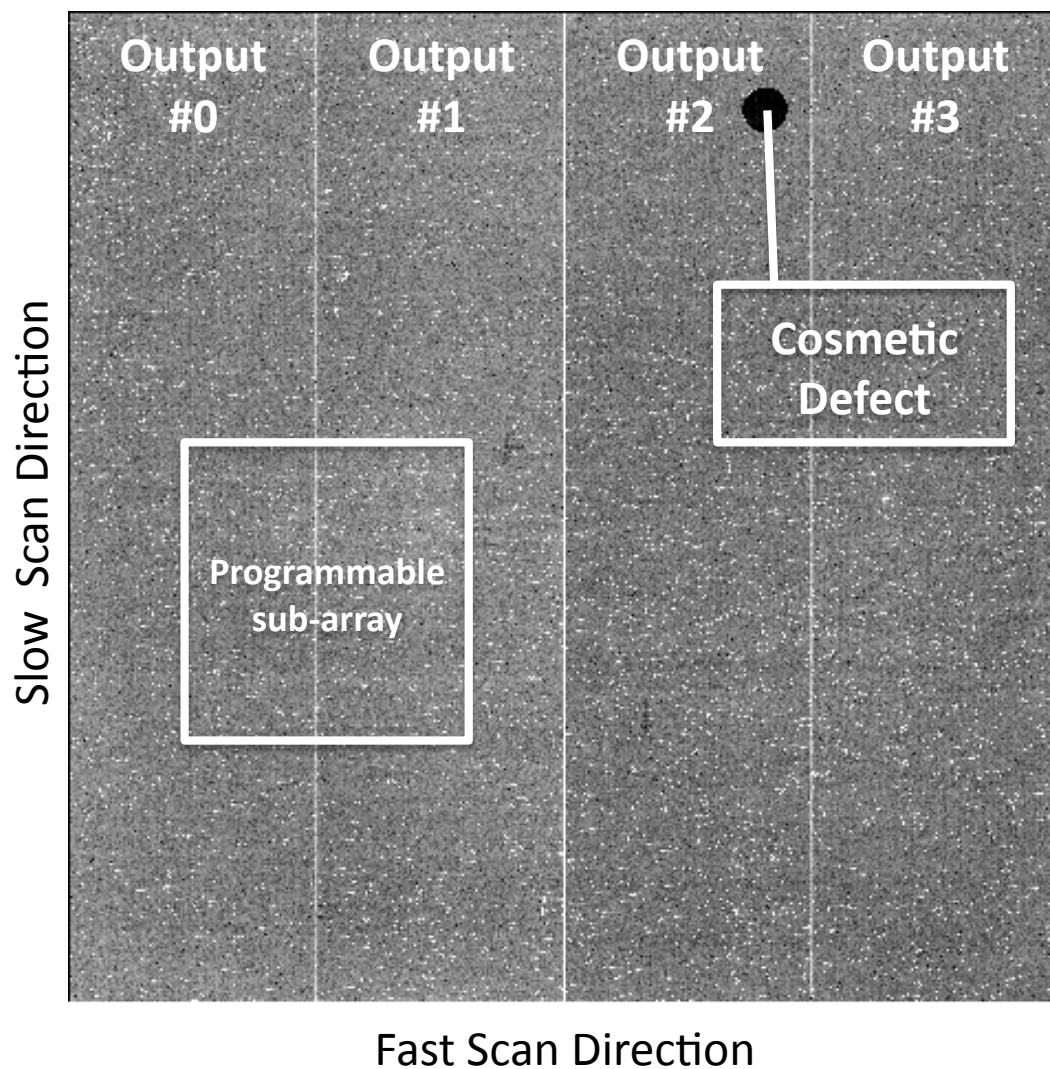 Output
#0
Output
#1
Output
#2
Output
#3
Cosmetic
Defect
Programmable
sub-array
Slow Scan Direction
Fast Scan Direction